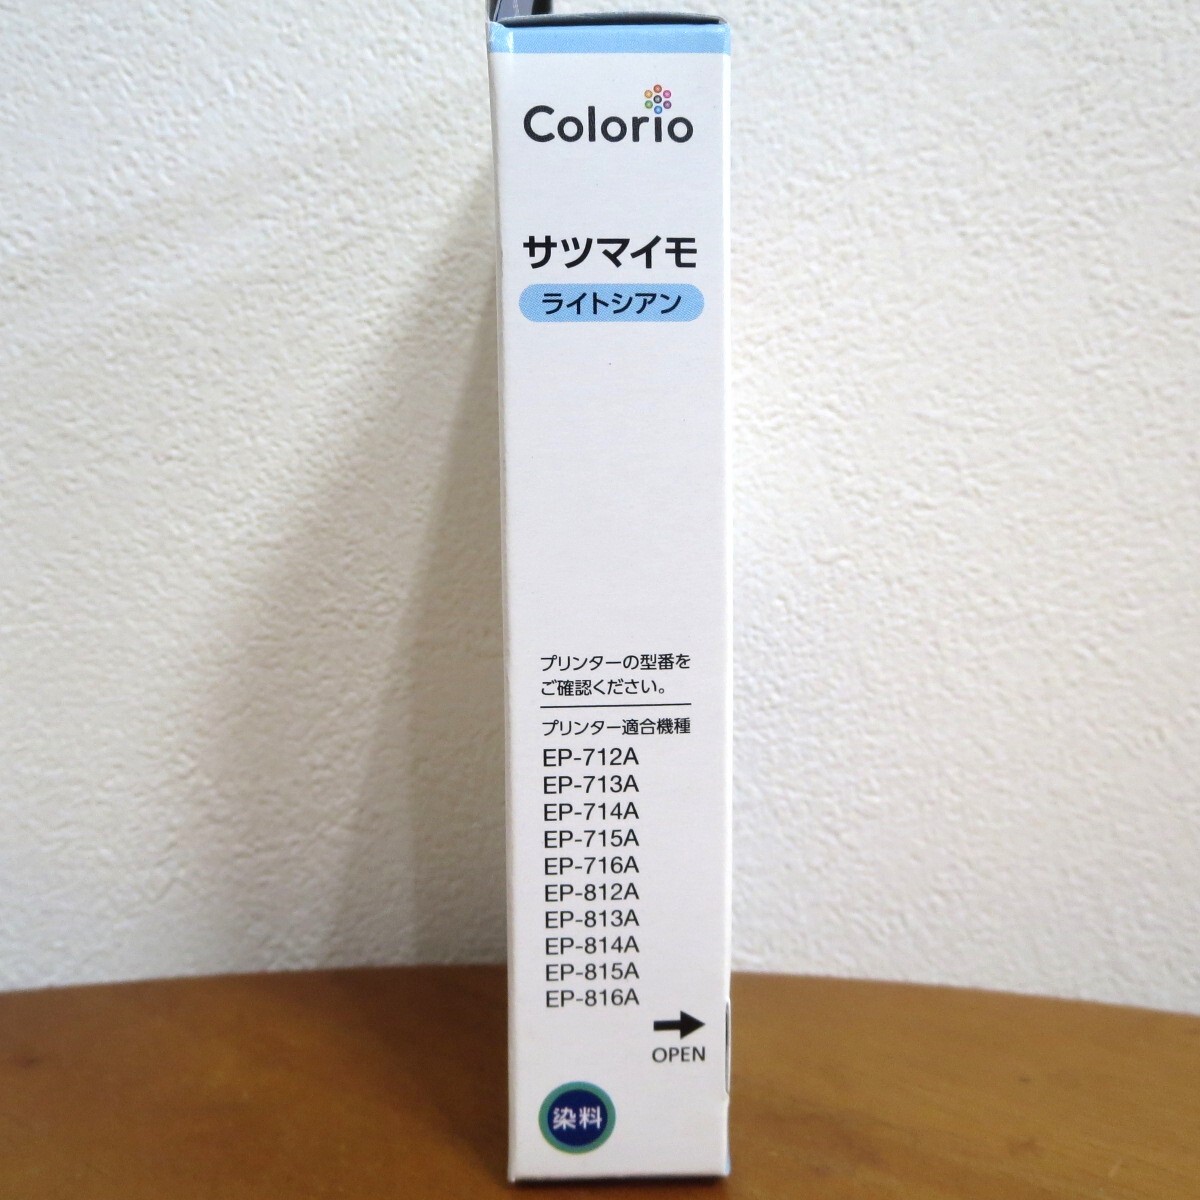 Colorio
サツマイモ
ライトシアン
プリンターの型番を
ご確認ください。
プリンター適合機種
EP-712A
EP-713A
EP-714A
EP-715A
EP-716A
EP-812A
EP-813A
EP-814A
EP-815A
EP-816A
OPEN
染料